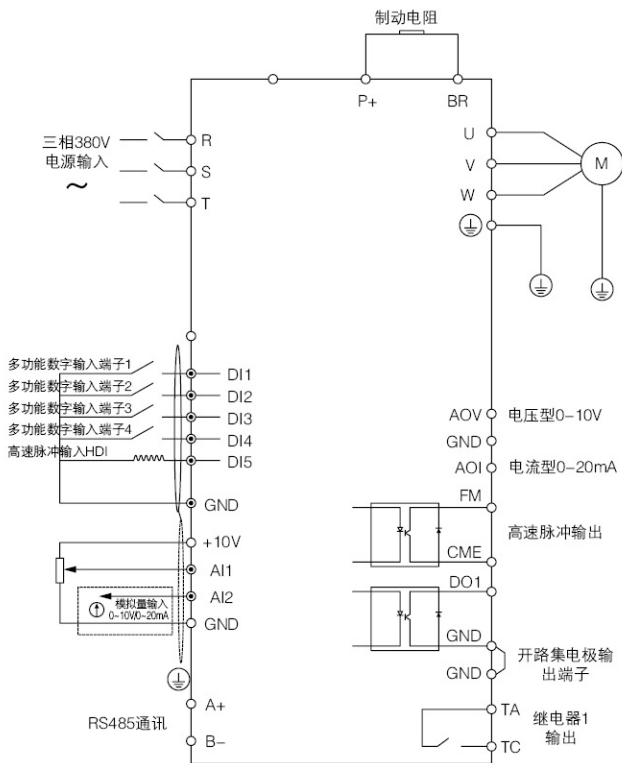 制动电阻
P+
BR
三相380V
电源输入
~
R
S
T
U
V
W
M
多功能数字输入端子1
多功能数字输入端子2
多功能数字输入端子3
多功能数字输入端子4
高速脉冲输入HDI
DI1
DI2
DI3
DI4
DI5
GND
+10V
AI1
AI2
模拟量输入
0~10V/0~20mA
GND
A+
RS485通讯
B-
AOV
电压型0-10V
GND
AOI
电流型0-20mA
FM
高速脉冲输出
CME
DO1
GND
GND
开路集电极输
出端子
TA
继电器1
输出
TC